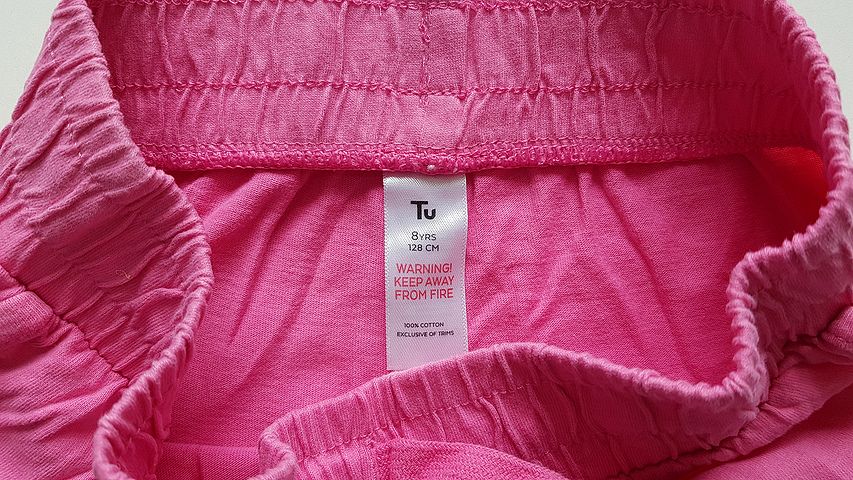 Tu
8YRS
128 CM
WARNING!
KEEP AWAY
FROM FIRE
100% COTTON
EXCLUSIVE OF TRIMS